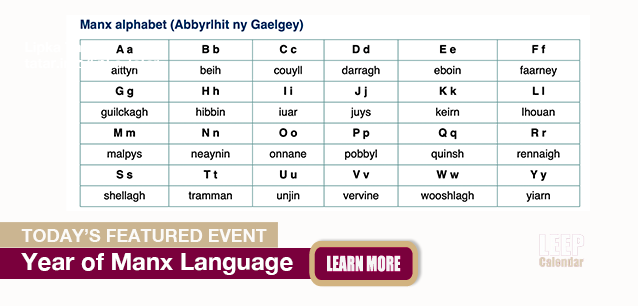 Manx alphabet (Abbyrlhit ny Gaelgey)
A a B b C c D d E e F f
aittyn beih couyll darragh eboin faarney
G g H h I i J j K k L l
guilckagh hibbin iuar juys keirn lhouan
M m N n O o P p Q q R r
malpys neaynin onnane pobbyl quinsh rennaigh
S s T t U u V v W w Y y
shellagh tramman unjin vervine wooshlagh yiarn
TODAY'S FEATURED EVENT
Year of Manx Language
LEARN MORE
LEEP
Calendar